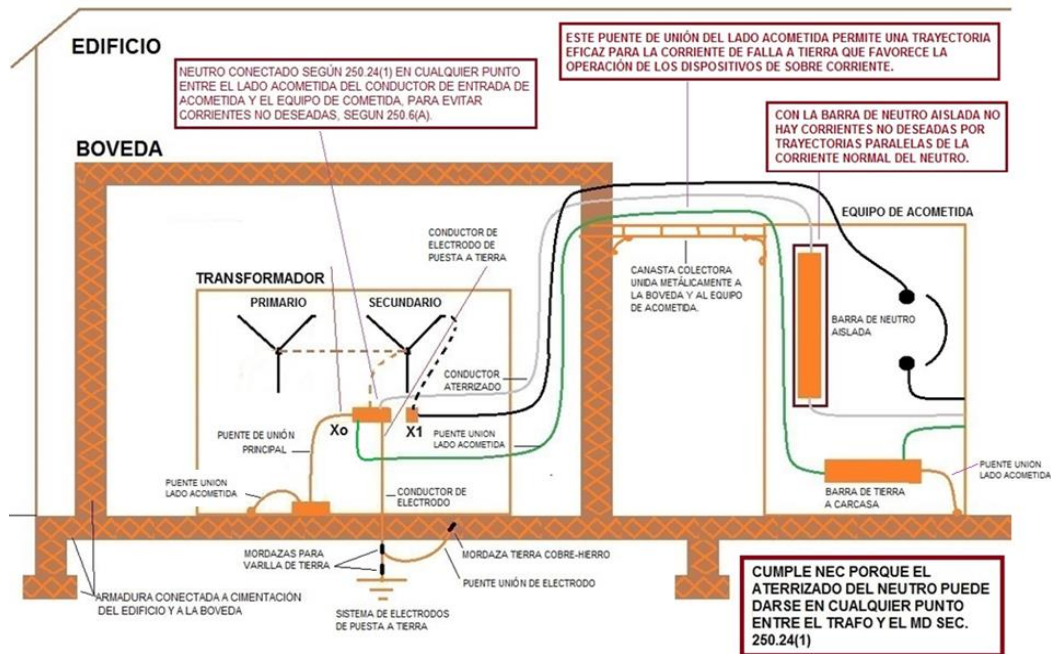 EDIFICIO
ESTE PUENTE DE UNIÓN DEL LADO ACOMETIDA PERMITE UNA TRAYECTORIA
EFICAZ PARA LA CORRIENTE DE FALLA A TIERRA QUE FAVORECE LA
OPERACIÓN DE LOS DISPOSITIVOS DE SOBRE CORRIENTE.
NEUTRO CONECTADO SEGÚN 250.24(1) EN CUALQUIER PUNTO
ENTRE EL LADO ACOMETIDA DEL CONDUCTOR DE ENTRADA DE
ACOMETIDA Y EL EQUIPO DE COMETIDA, PARA EVITAR
CORRIENTES NO DESEADAS, SEGUN 250.6(A).
CON LA BARRA DE NEUTRO AISLADA NO
HAY CORRIENTES NO DESEADAS POR
TRAYECTORIAS PARALELAS DE LA
CORRIENTE NORMAL DEL NEUTRO.
BOVEDA
EQUIPO DE ACOMETIDA
CONDUCTOR DE
ELECTRODO DE
PUESTA A TIERRA
CANASTA COLECTORA
UNIDA METÁLICAMENTE A
LA BOVEDA Y AL EQUIPO
DE ACOMETIDA.
TRANSFORMADOR
PRIMARIO
SECUNDARIO
BARRA DE NEUTRO
AISLADA
CONDUCTOR
ATERRIZADO
Xo
X1
PUENTE DE UNIÓN
PRINCIPAL
PUENTE UNION
LADO ACOMETIDA
PUENTE UNION
LADO ACOMETIDA
PUENTE UNION
LADO ACOMETIDA
CONDUCTOR DE
ELECTRODO
BARRA DE TIERRA
A CARCASA
MORDAZAS PARA
VARILLA DE TIERRA
MORDAZA TIERRA COBRE-HIERRO
PUENTE UNIÓN DE ELECTRODO
ARMADURA CONECTADA A CIMENTACIÓN
DEL EDIFICIO Y A LA BOVEDA
SISTEMA DE ELECTRODOS
DE PUESTA A TIERRA
CUMPLE NEC PORQUE EL
ATERRIZADO DEL NEUTRO PUEDE
DARSE EN CUALQUIER PUNTO
ENTRE EL TRAFO Y EL MD SEC.
250.24(1)